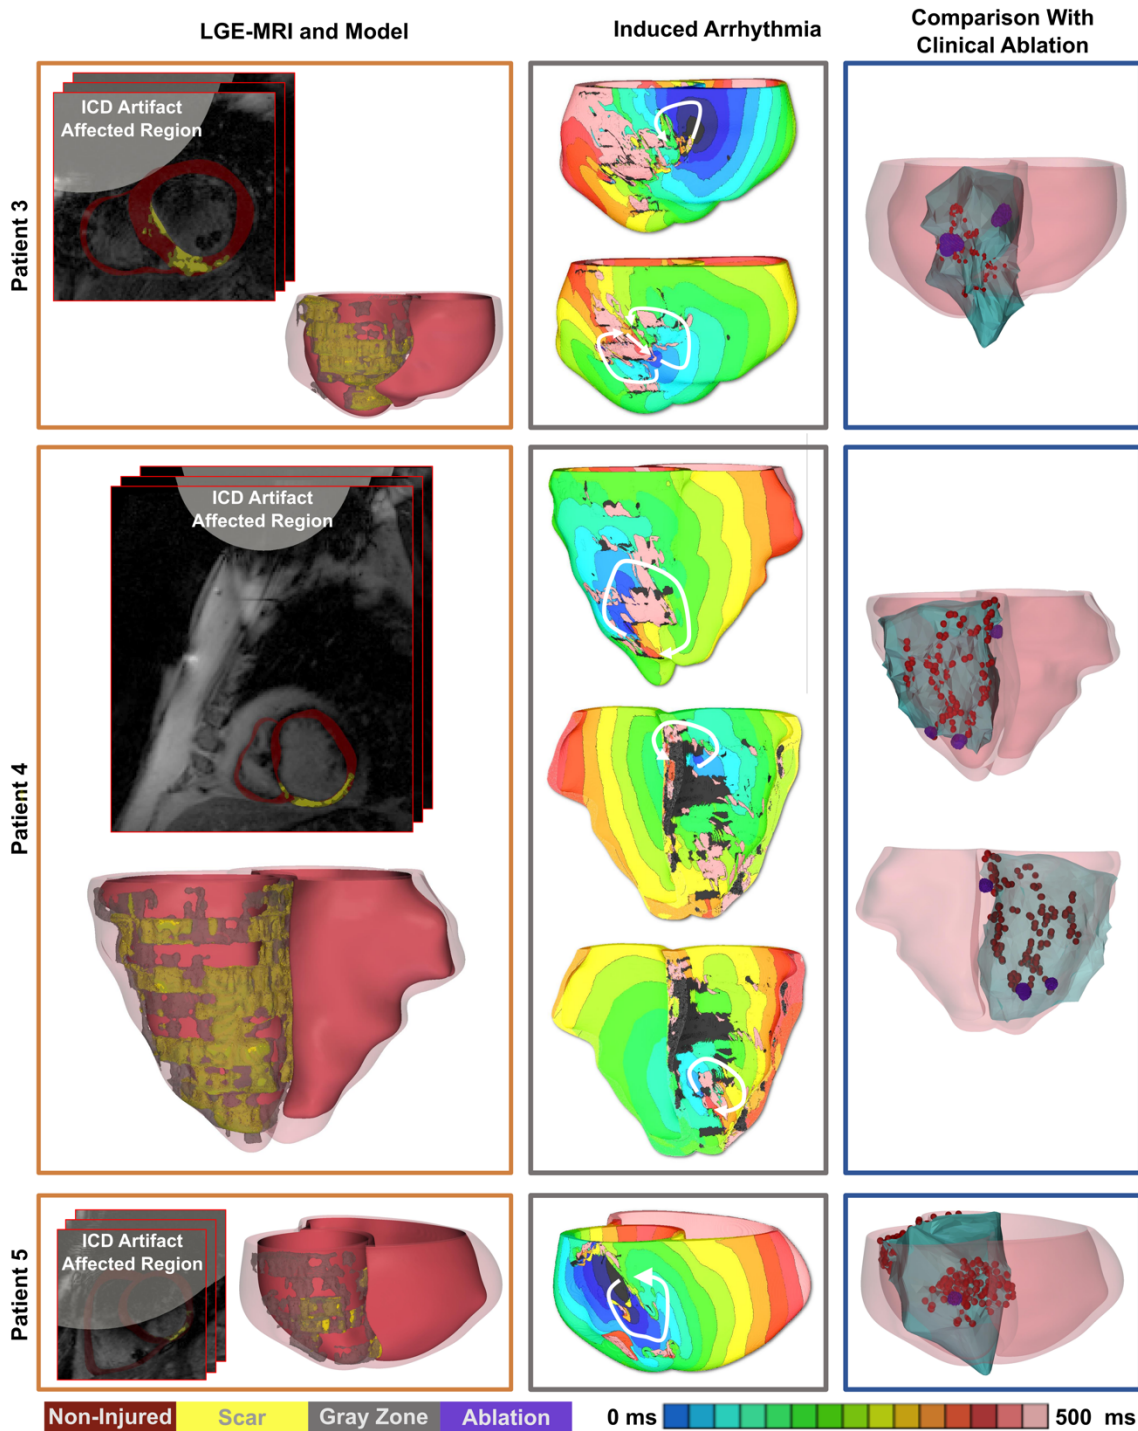 LGE-MRI and Model
Induced Arrhythmia
Comparison With
Clinical Ablation
Patient 3
ICD Artifact
Affected Region
Patient 4
ICD Artifact
Affected Region
Patient 5
ICD Artifact
Affected Region
Non-Injured
Scar
Gray Zone
Ablation
0 ms
500 ms